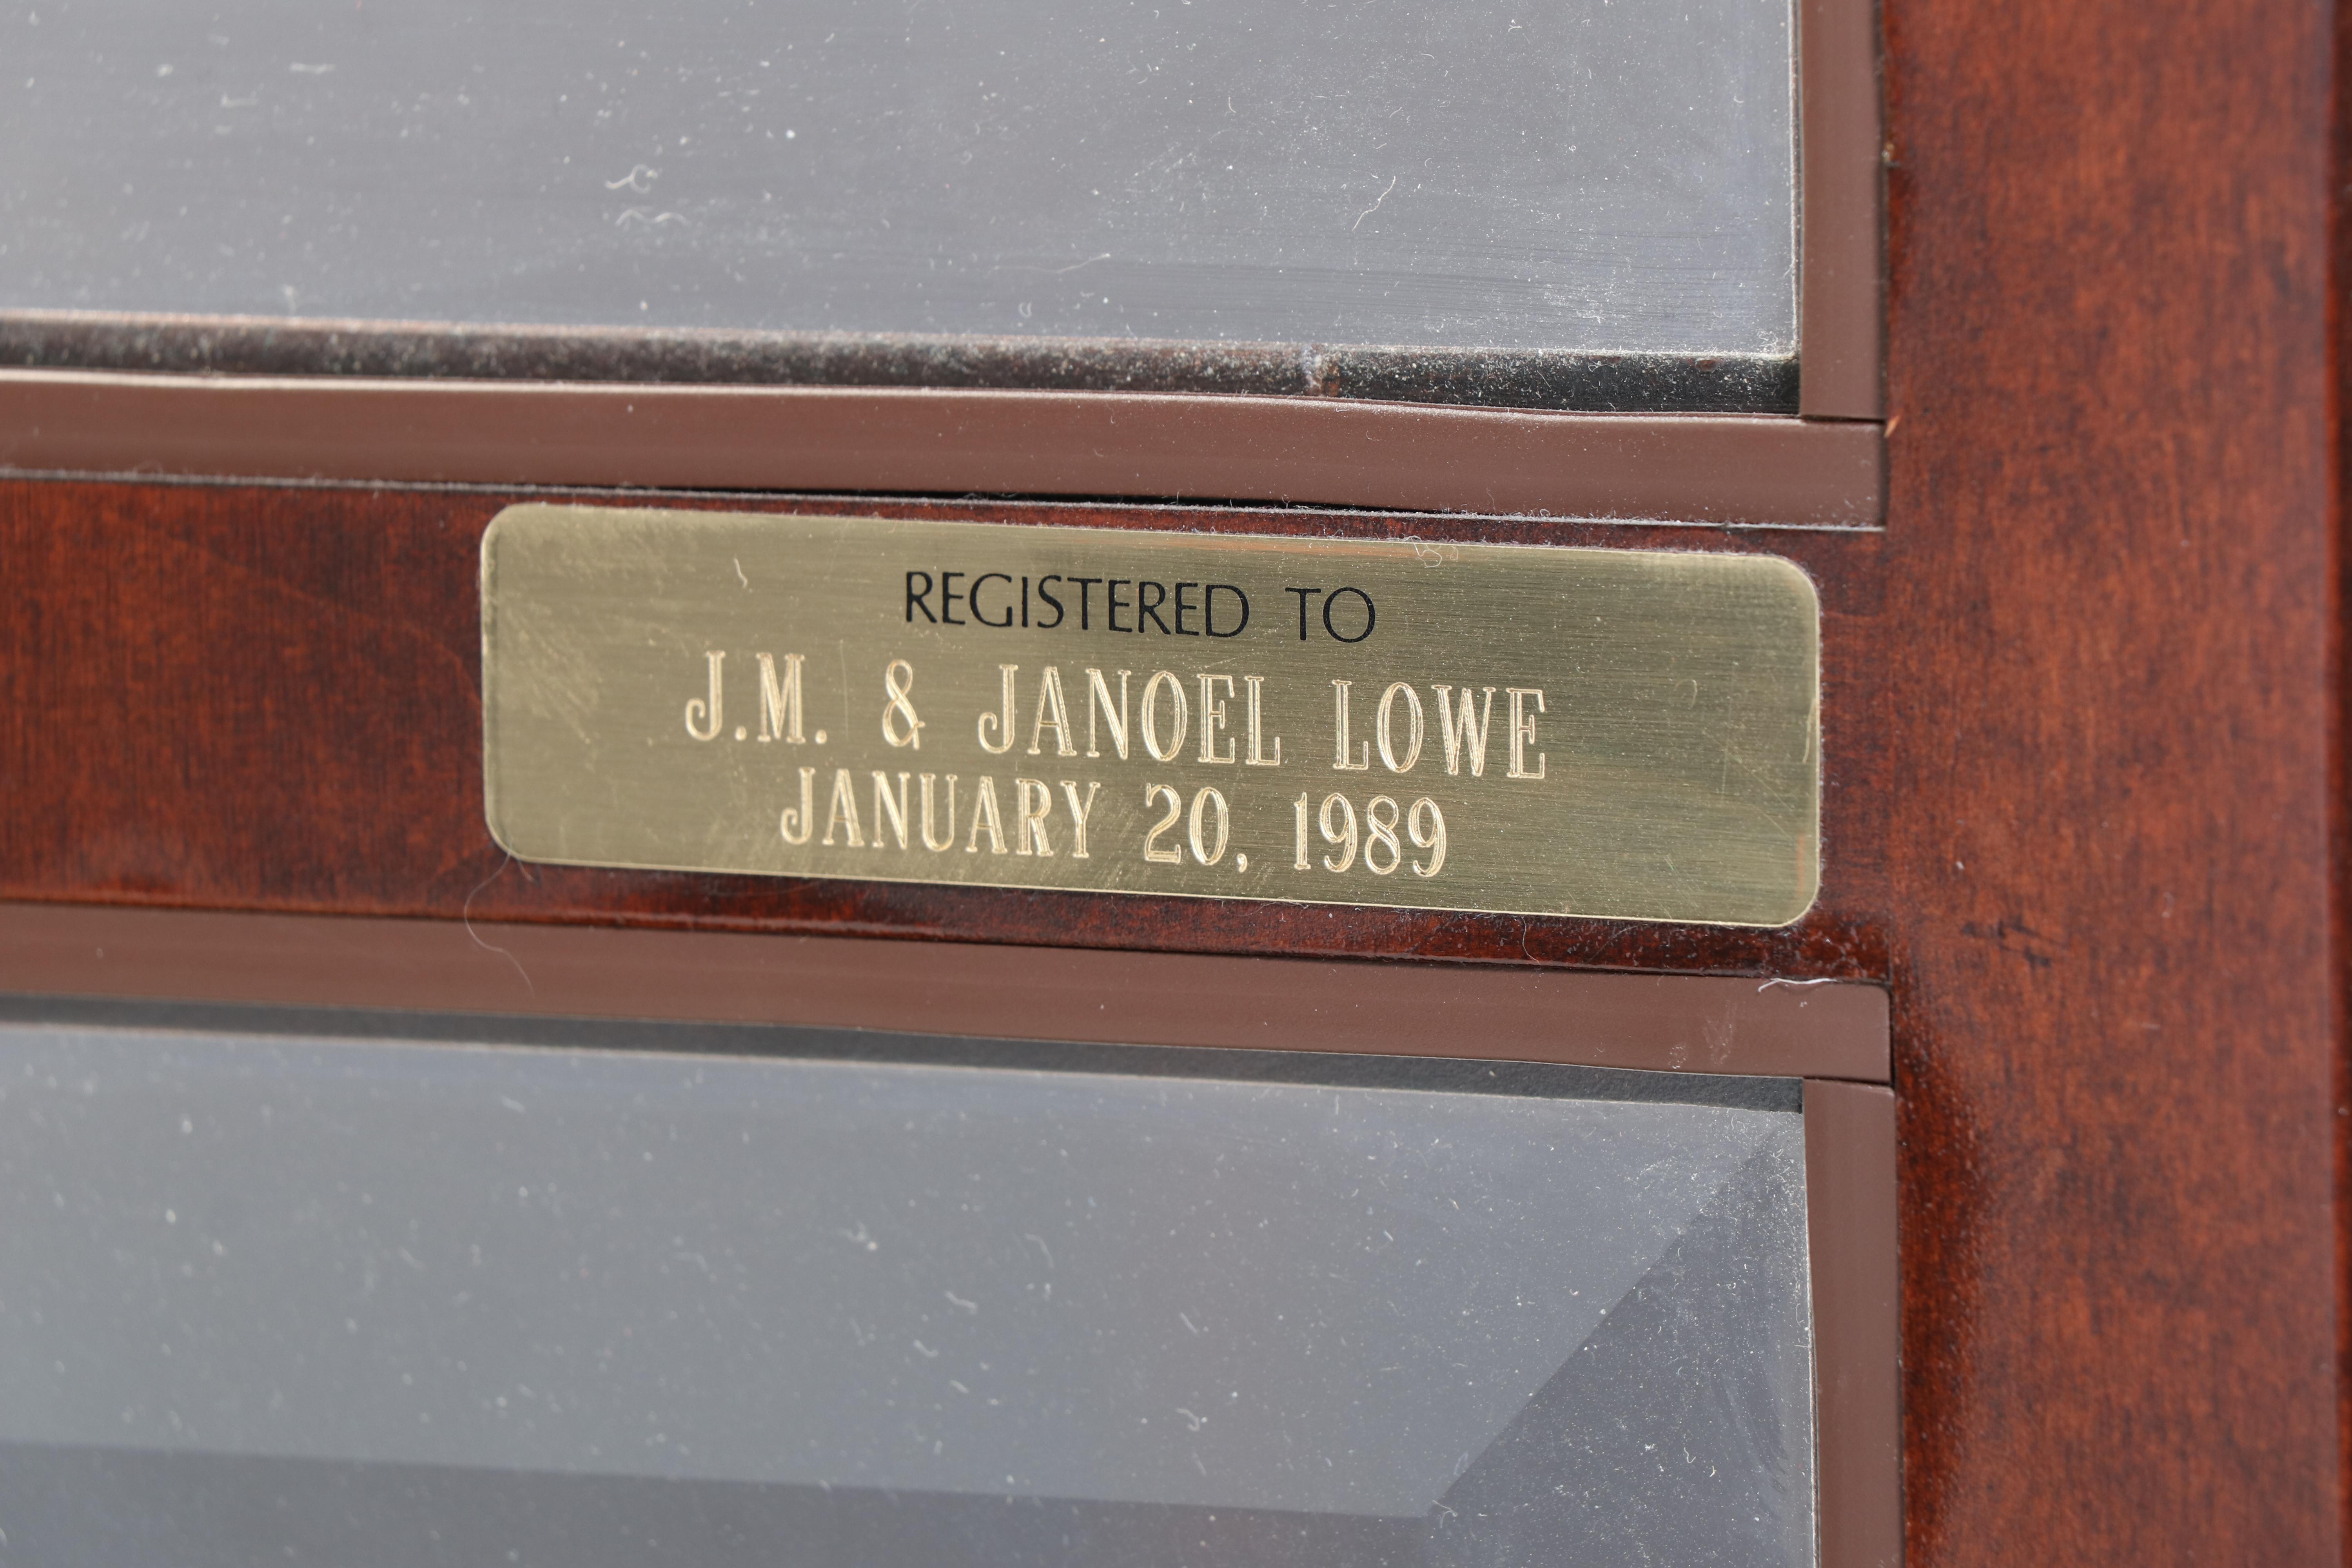 REGISTERED TO
J.M. & JANOEL LOWE
JANUARY 20, 1989